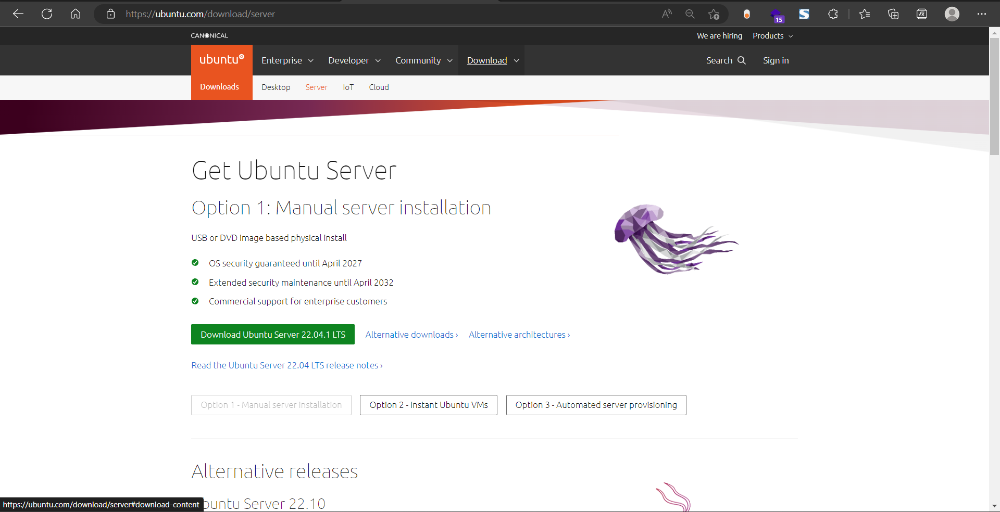 https://ubuntu.com/download/server
15
CANONICAL
We are hiring
Products
ubuntu
Enterprise
Developer
Community
Download
Search
Sign in
Downloads
Desktop
Server
IoT
Cloud
Get Ubuntu Server
Option 1: Manual server installation
USB or DVD image based physical install
OS security guaranteed until April 2027
Extended security maintenance until April 2032
Commercial support for enterprise customers
Download Ubuntu Server 22.04.1 LTS
Alternative downloads ›
Alternative architectures ›
Read the Ubuntu Server 22.04 LTS release notes ›
Option 1 - Manual server installation
Option 2 - Instant Ubuntu VMs
Option 3 - Automated server provisioning
Alternative releases
buntu Server 22.10
https://ubuntu.com/download/server#download-content